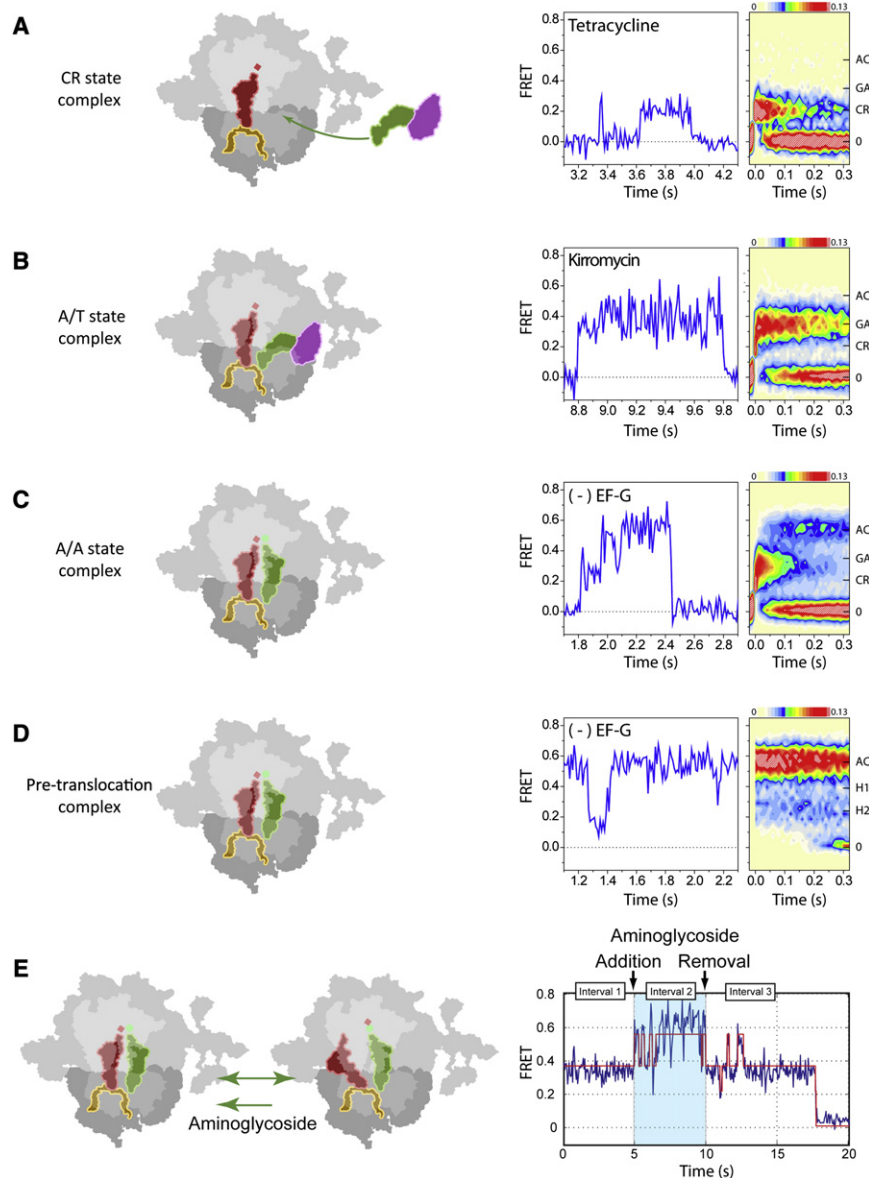 A
CR state
complex
Tetracycline
FRET
0.8
0.6
0.4
0.2
0.0
3.2 3.4 3.6 3.8 4.0 4.2
Time (s)
0 0.13
AC
GA
CR
0
0.0 0.1 0.2 0.3
Time (s)
B
A/T state
complex
Kirromycin
FRET
0.8
0.6
0.4
0.2
0.0
8.8 9.0 9.2 9.4 9.6 9.8
Time (s)
0 0.13
AC
GA
CR
0
0.0 0.1 0.2 0.3
Time (s)
C
A/A state
complex
(-) EF-G
FRET
0.8
0.6
0.4
0.2
0.0
1.8 2.0 2.2 2.4 2.6 2.8
Time (s)
0 0.13
AC
GA
CR
0
0.0 0.1 0.2 0.3
Time (s)
D
Pre-translocation
complex
(-) EF-G
FRET
0.8
0.6
0.4
0.2
0.0
1.2 1.4 1.6 1.8 2.0 2.2
Time (s)
0 0.13
AC
H1
H2
0
0.0 0.1 0.2 0.3
Time (s)
E
Aminoglycoside
Aminoglycoside
Addition Removal
Interval 1 Interval 2 Interval 3
FRET
0.8
0.6
0.4
0.2
0
0 5 10 15 20
Time (s)